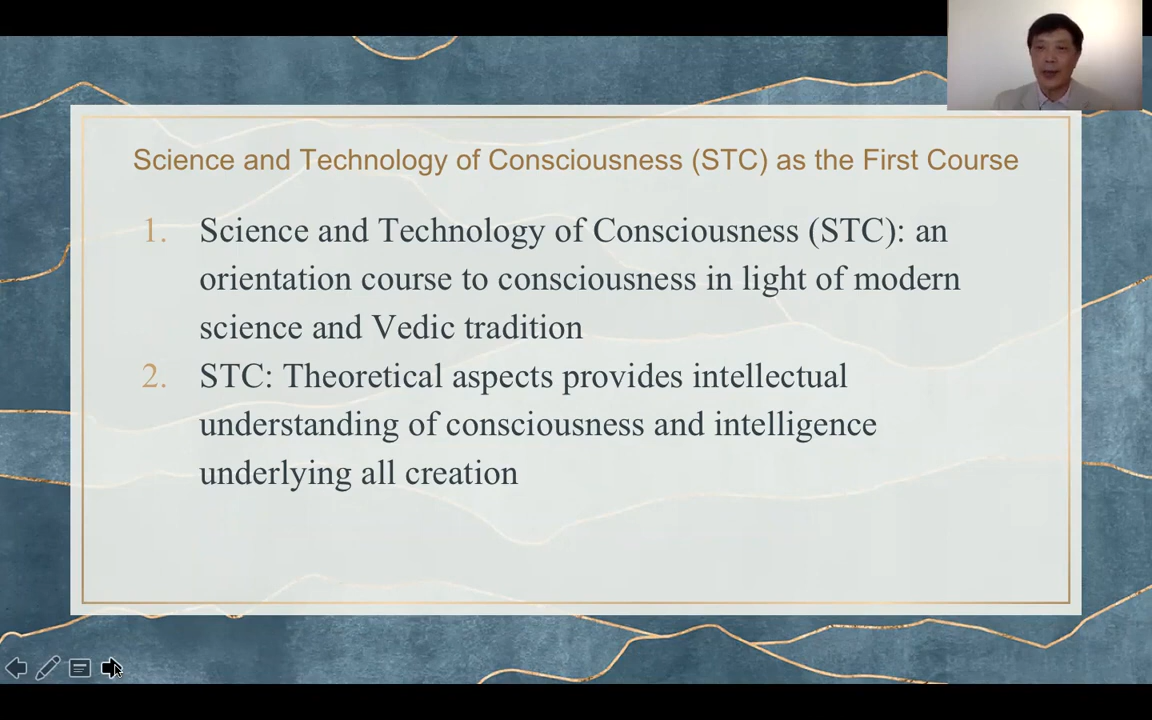 Science and Technology of Consciousness (STC) as the First Course
1. Science and Technology of Consciousness (STC): an
orientation course to consciousness in light of modern
science and Vedic tradition
2. STC: Theoretical aspects provides intellectual
understanding of consciousness and intelligence
underlying all creation